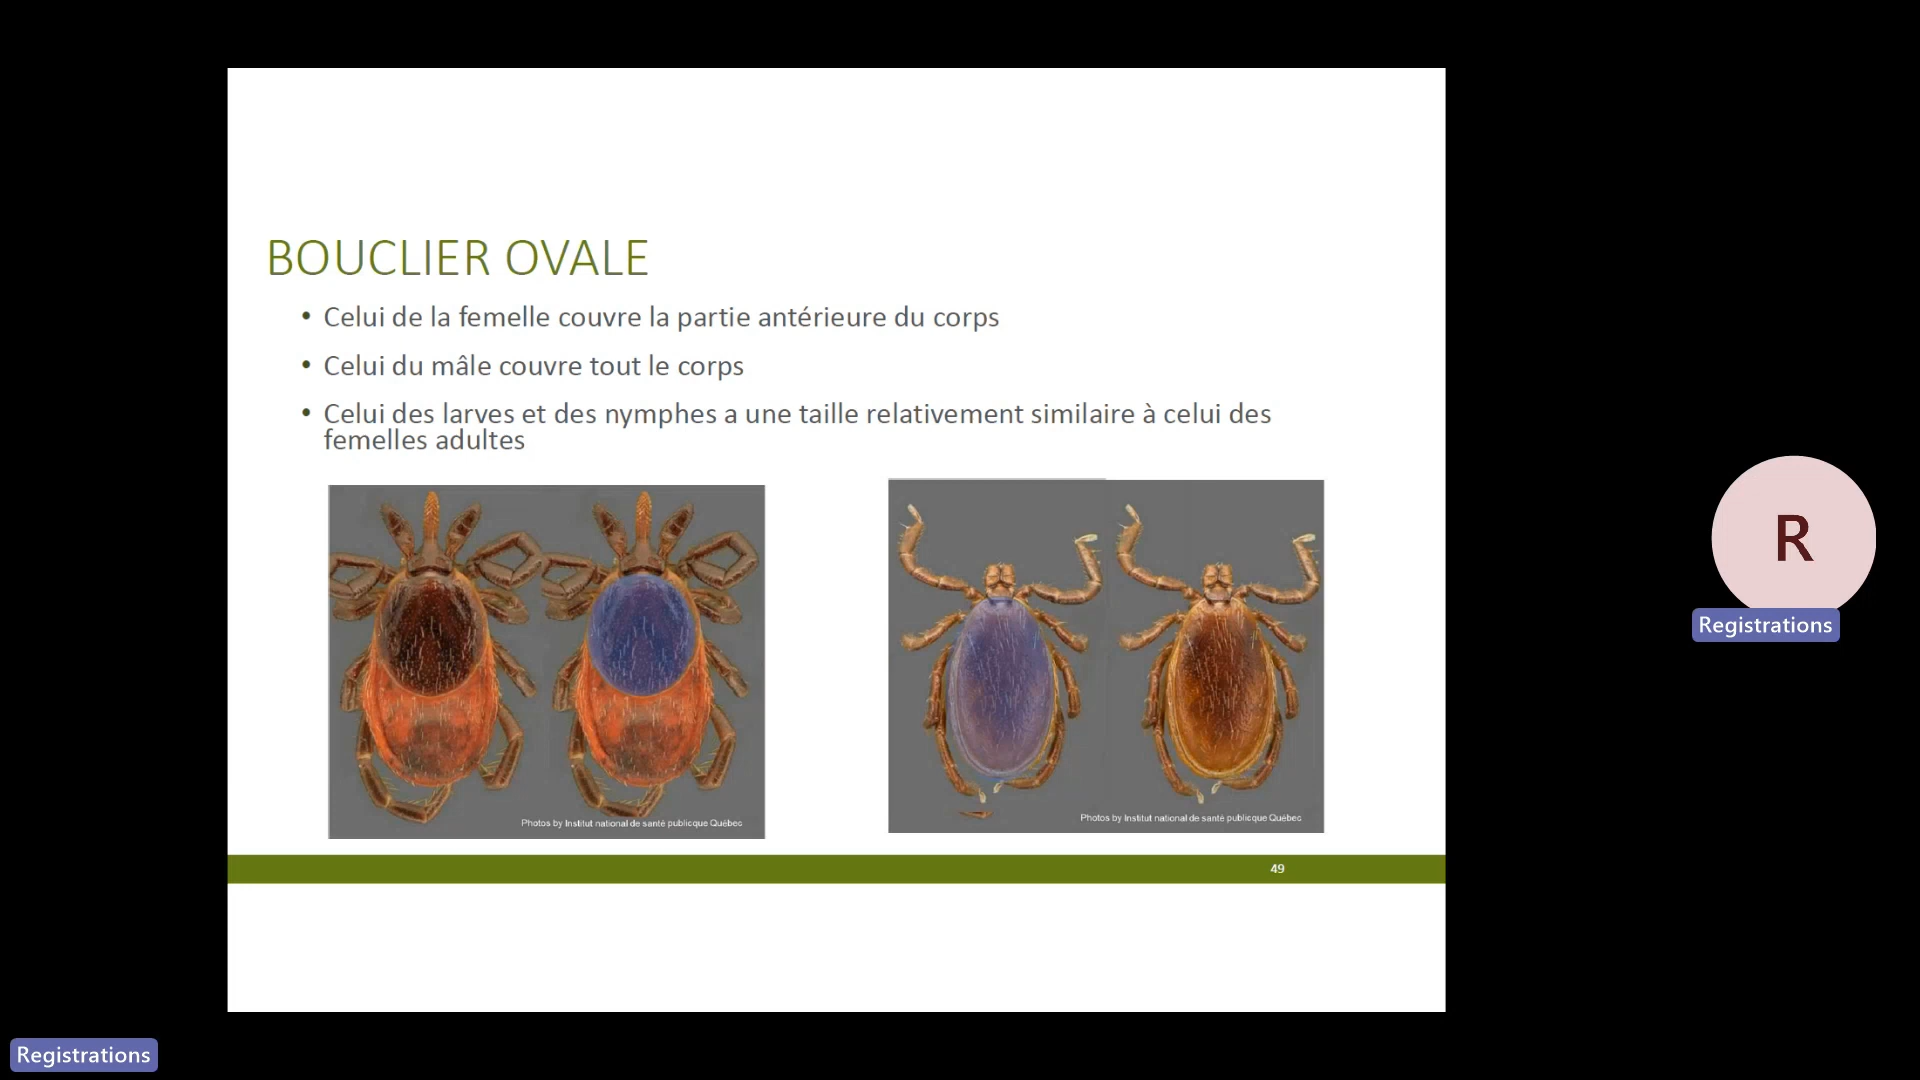 BOUCLIER OVALE
• Celui de la femelle couvre la partie antérieure du corps
• Celui du mâle couvre tout le corps
• Celui des larves et des nymphes a une taille relativement similaire à celui des
femelles adultes
Photos by Institut national de santé publicque Québec
Photos by Institut national de santé publicque Québec
49
R
Registrations
Registrations